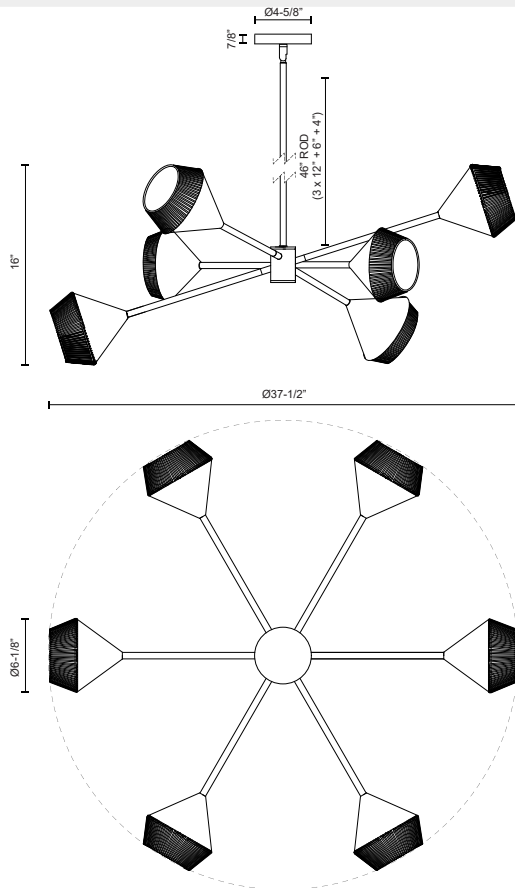 Ø4-5/8"
7/8"
46" ROD
(3 x 12" + 6" + 4")
16"
Ø37-1/2"
Ø6-1/8"